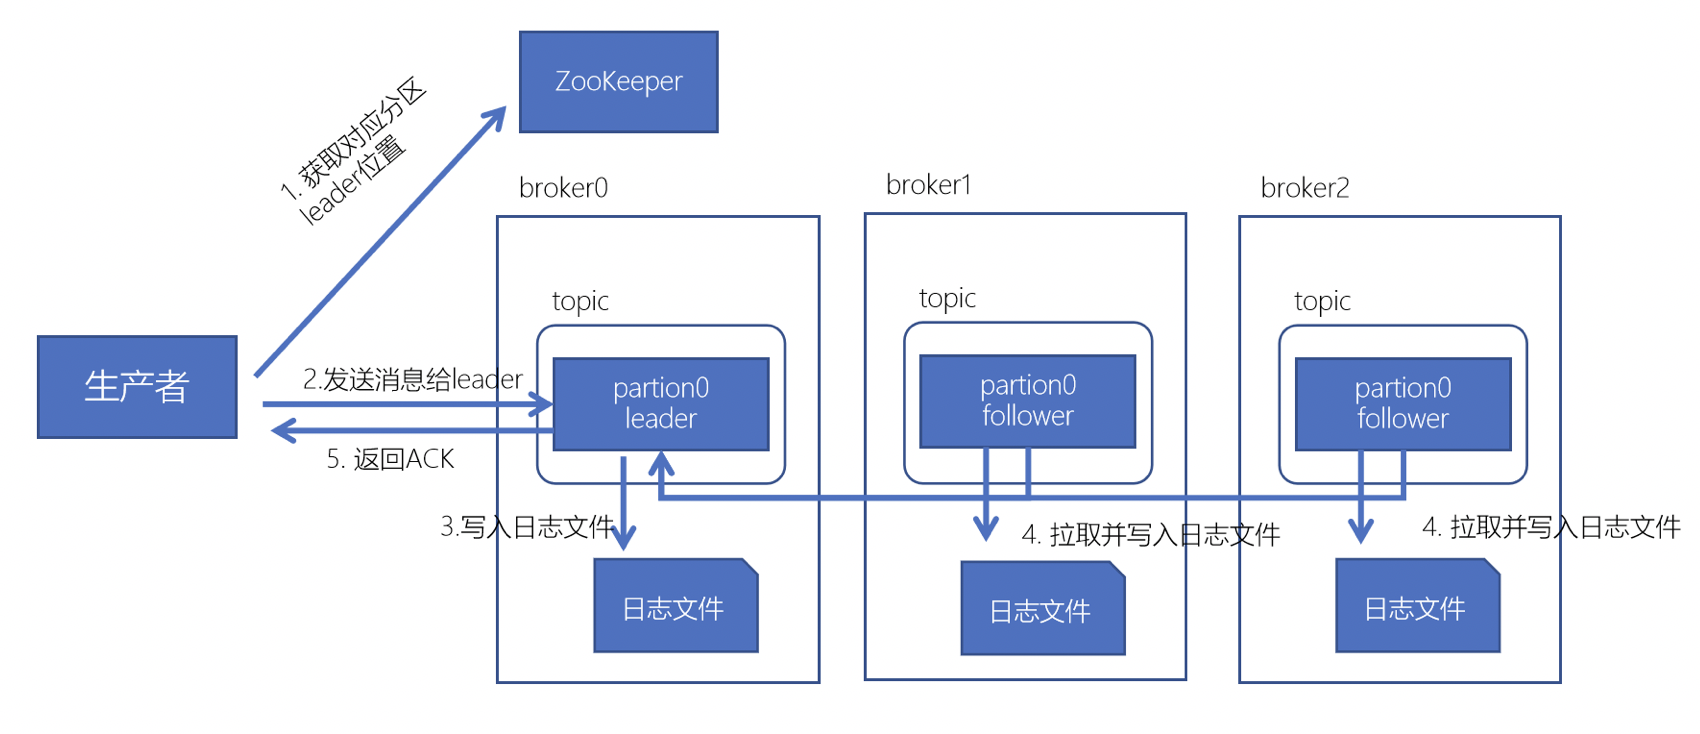 ZooKeeper
1. 获取对应分区
leader位置
broker0
broker1
broker2
topic
topic
topic
生产者
2.发送消息给leader
partion0
leader
partion0
follower
partion0
follower
5. 返回ACK
3.写入日志文件
4. 拉取并写入日志文件
4. 拉取并写入日志文件
日志文件
日志文件
日志文件